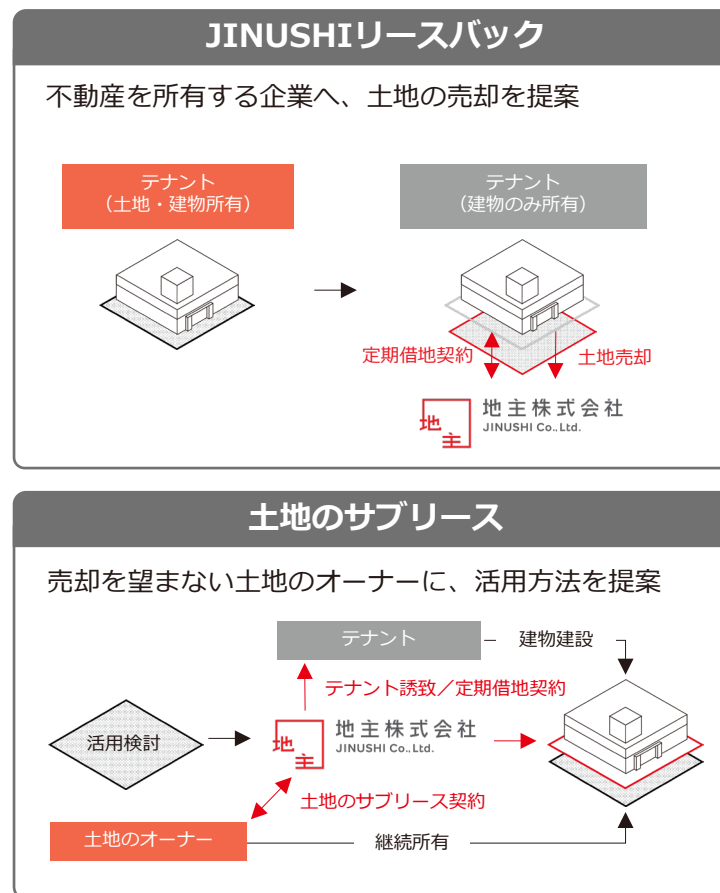 JINUSHIリースバック
不動産を所有する企業へ、土地の売却を提案
テナント
（土地・建物所有）
テナント
（建物のみ所有）
定期借地契約
土地売却
地主
地主株式会社
JINUSHI Co.,Ltd.
土地のサブリース
売却を望まない土地のオーナーに、活用方法を提案
テナント
建物建設
テナント誘致／定期借地契約
活用検討
地主
地主株式会社
JINUSHI Co.,Ltd.
土地のサブリース契約
土地のオーナー
継続所有